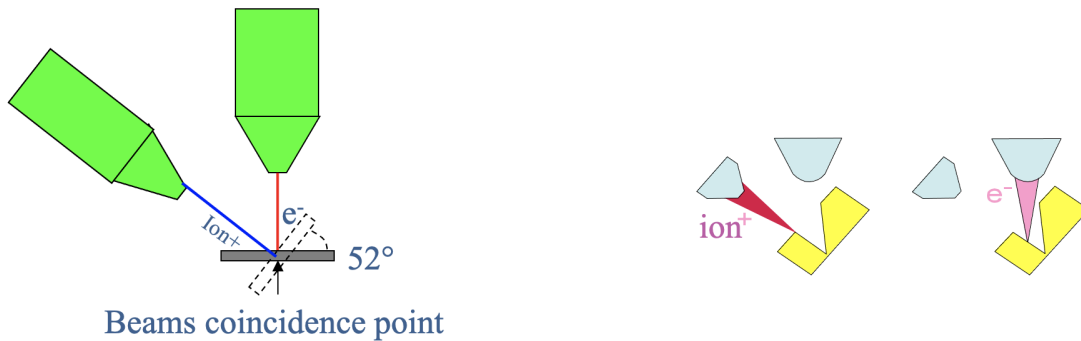 Ion+
e-
52°
Beams coincidence point
ion+
e-